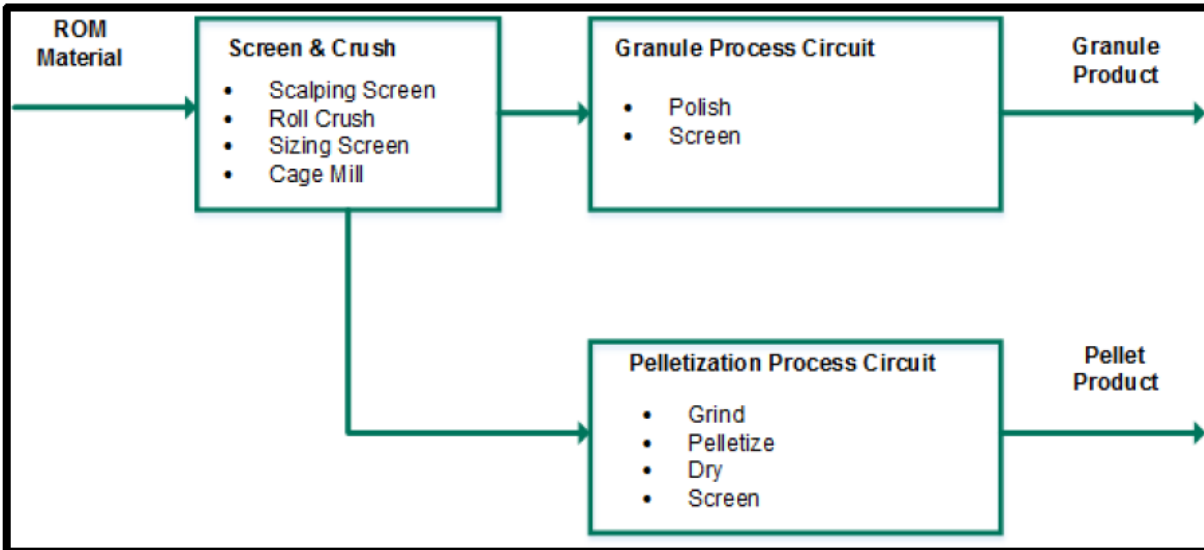 ROM
Material
Screen & Crush
• Scalping Screen
• Roll Crush
• Sizing Screen
• Cage Mill
Granule Process Circuit
• Polish
• Screen
Granule
Product
Pelletization Process Circuit
• Grind
• Pelletize
• Dry
• Screen
Pellet
Product